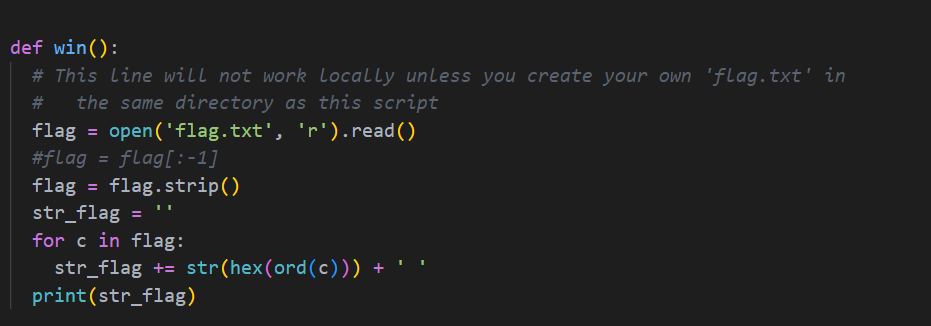 def win():
  # This line will not work locally unless you create your own 'flag.txt' in
  #   the same directory as this script
  flag = open('flag.txt', 'r').read()
  #flag = flag[:-1]
  flag = flag.strip()
  str_flag = ''
  for c in flag:
    str_flag += str(hex(ord(c))) + ' '
  print(str_flag)